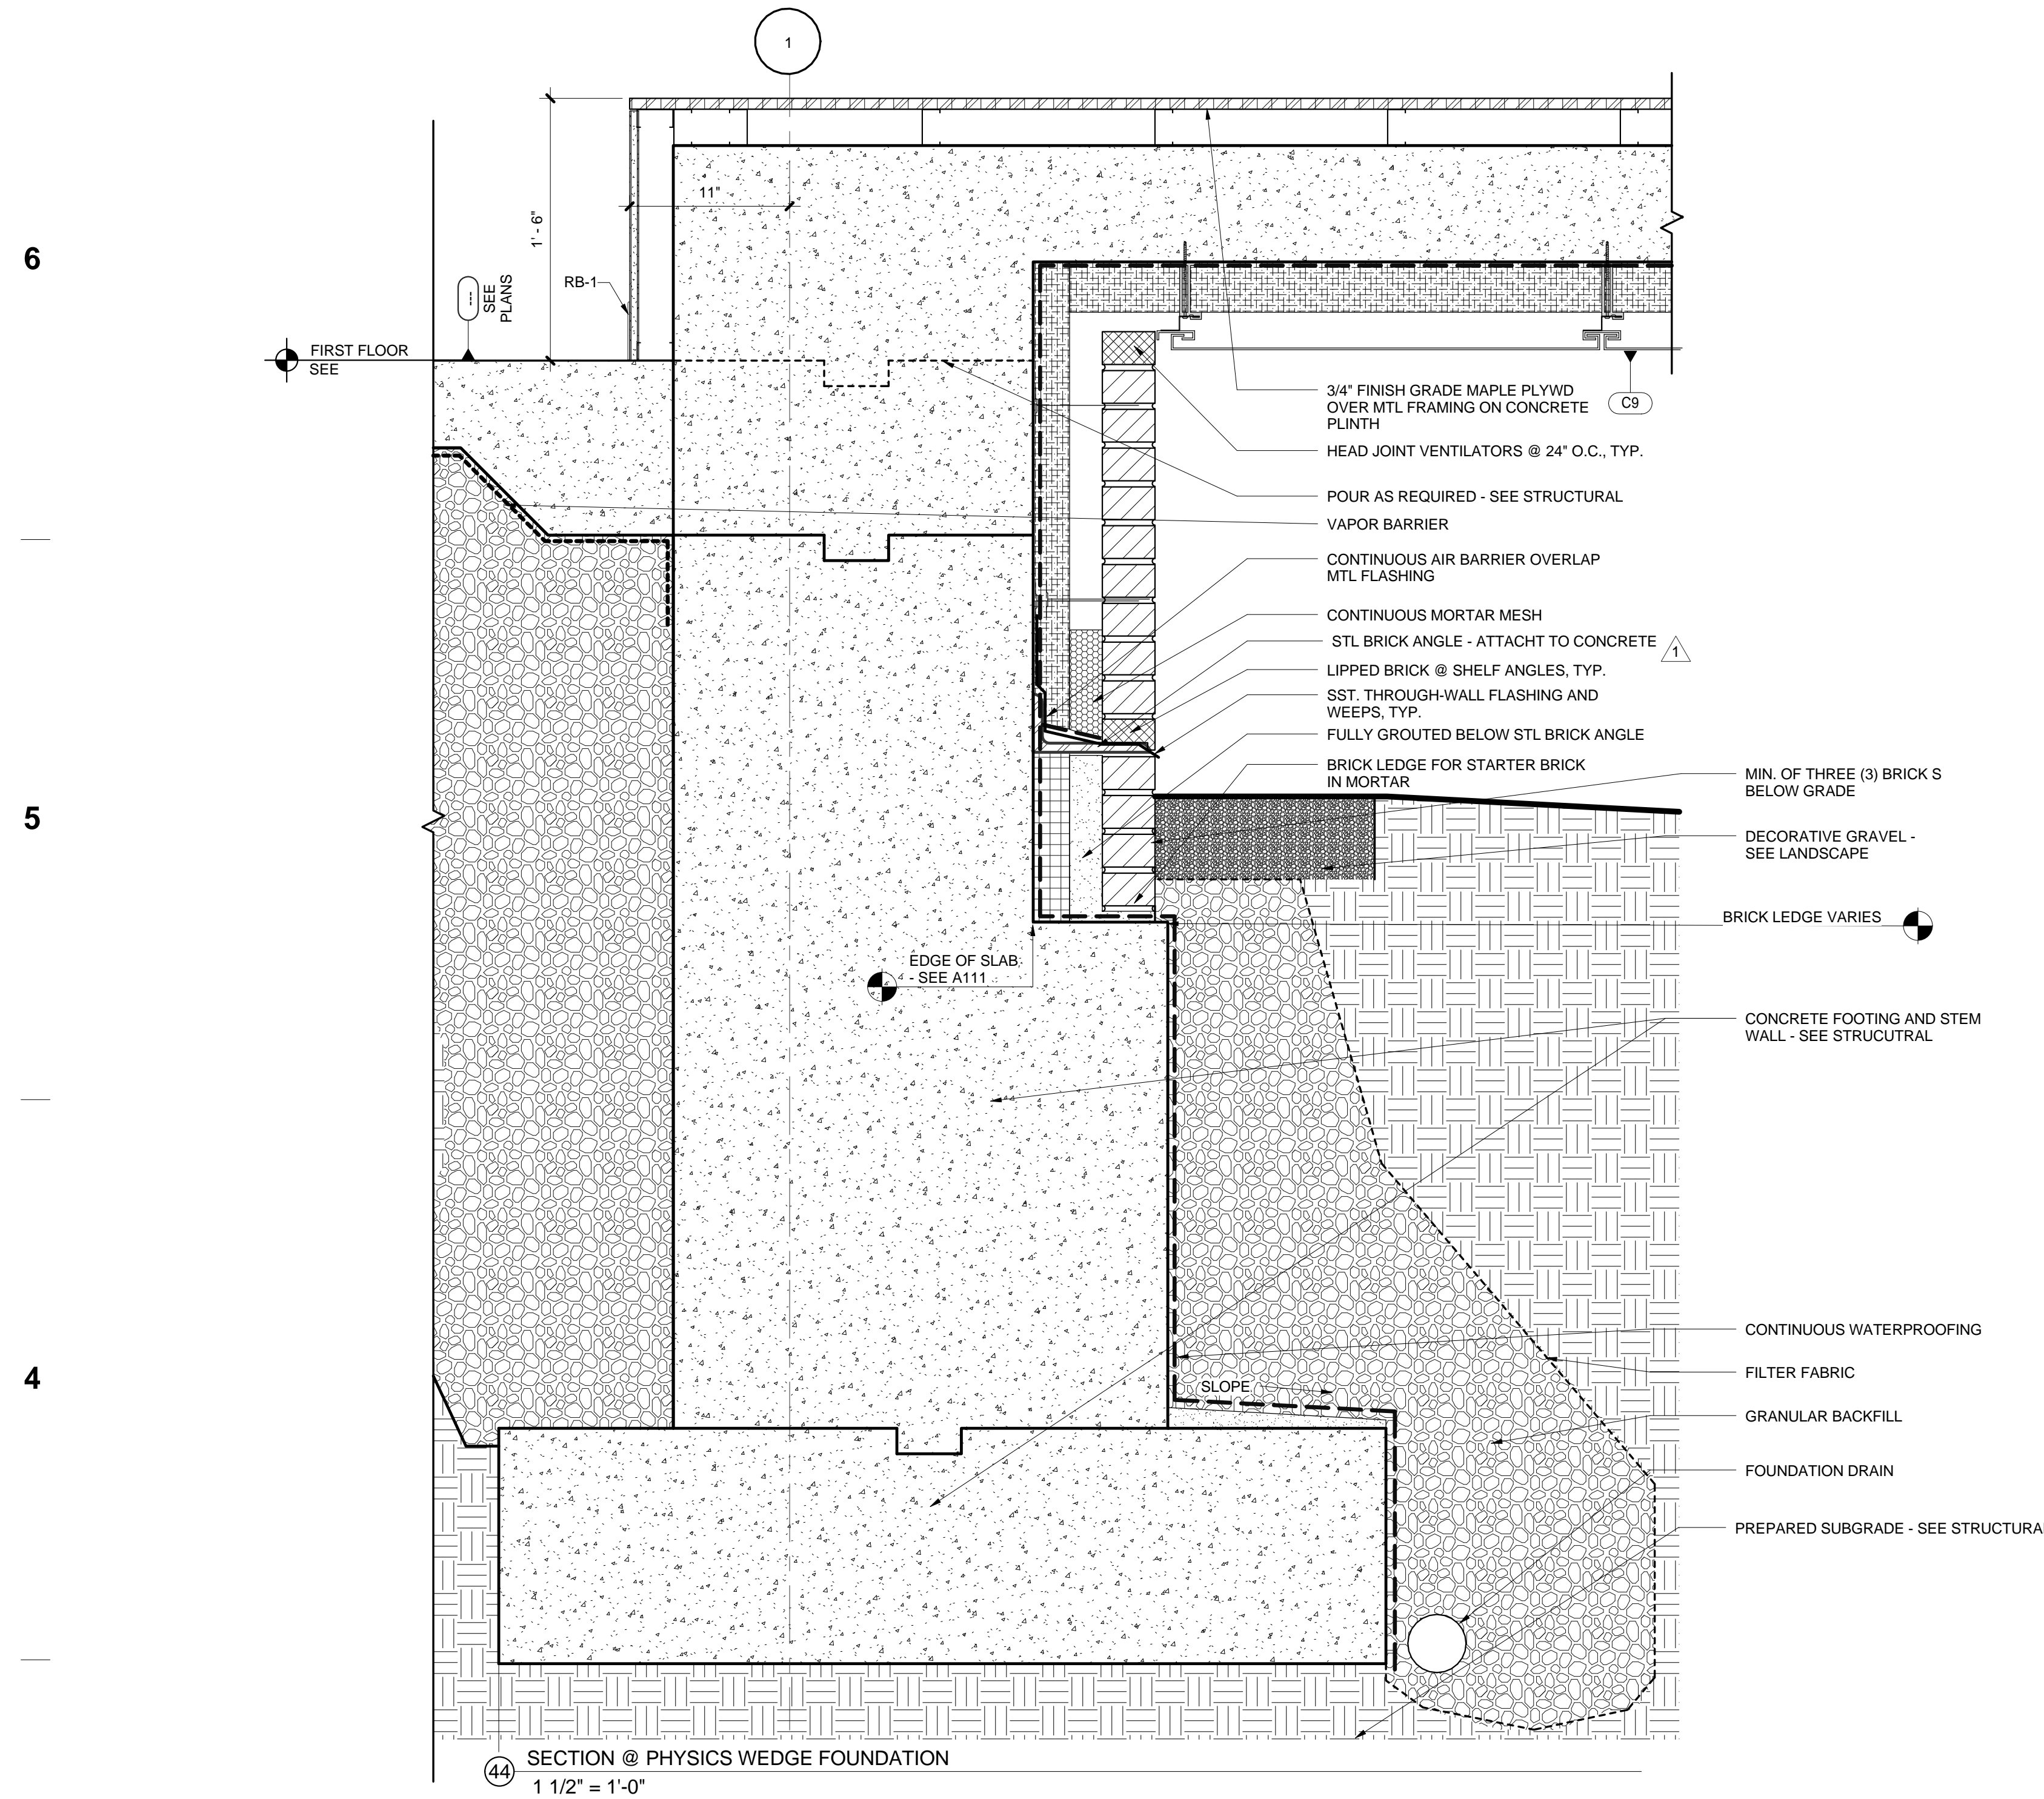 1
11"
1' - 6"
6
SEE
PLANS
---
RB-1
FIRST FLOOR
SEE
3/4" FINISH GRADE MAPLE PLYWD
OVER MTL FRAMING ON CONCRETE
PLINTH
C9
HEAD JOINT VENTILATORS @ 24" O.C., TYP.
POUR AS REQUIRED - SEE STRUCTURAL
VAPOR BARRIER
CONTINUOUS AIR BARRIER OVERLAP
MTL FLASHING
CONTINUOUS MORTAR MESH
STL BRICK ANGLE - ATTACHT TO CONCRETE
1
LIPPED BRICK @ SHELF ANGLES, TYP.
SST. THROUGH-WALL FLASHING AND
WEEPS, TYP.
FULLY GROUTED BELOW STL BRICK ANGLE
BRICK LEDGE FOR STARTER BRICK
IN MORTAR
MIN. OF THREE (3) BRICK S
BELOW GRADE
5
DECORATIVE GRAVEL -
SEE LANDSCAPE
BRICK LEDGE VARIES
EDGE OF SLAB
- SEE A111
CONCRETE FOOTING AND STEM
WALL - SEE STRUCUTRAL
CONTINUOUS WATERPROOFING
4
FILTER FABRIC
SLOPE
GRANULAR BACKFILL
FOUNDATION DRAIN
PREPARED SUBGRADE - SEE STRUCTURA
44
SECTION @ PHYSICS WEDGE FOUNDATION
1 1/2" = 1'-0"